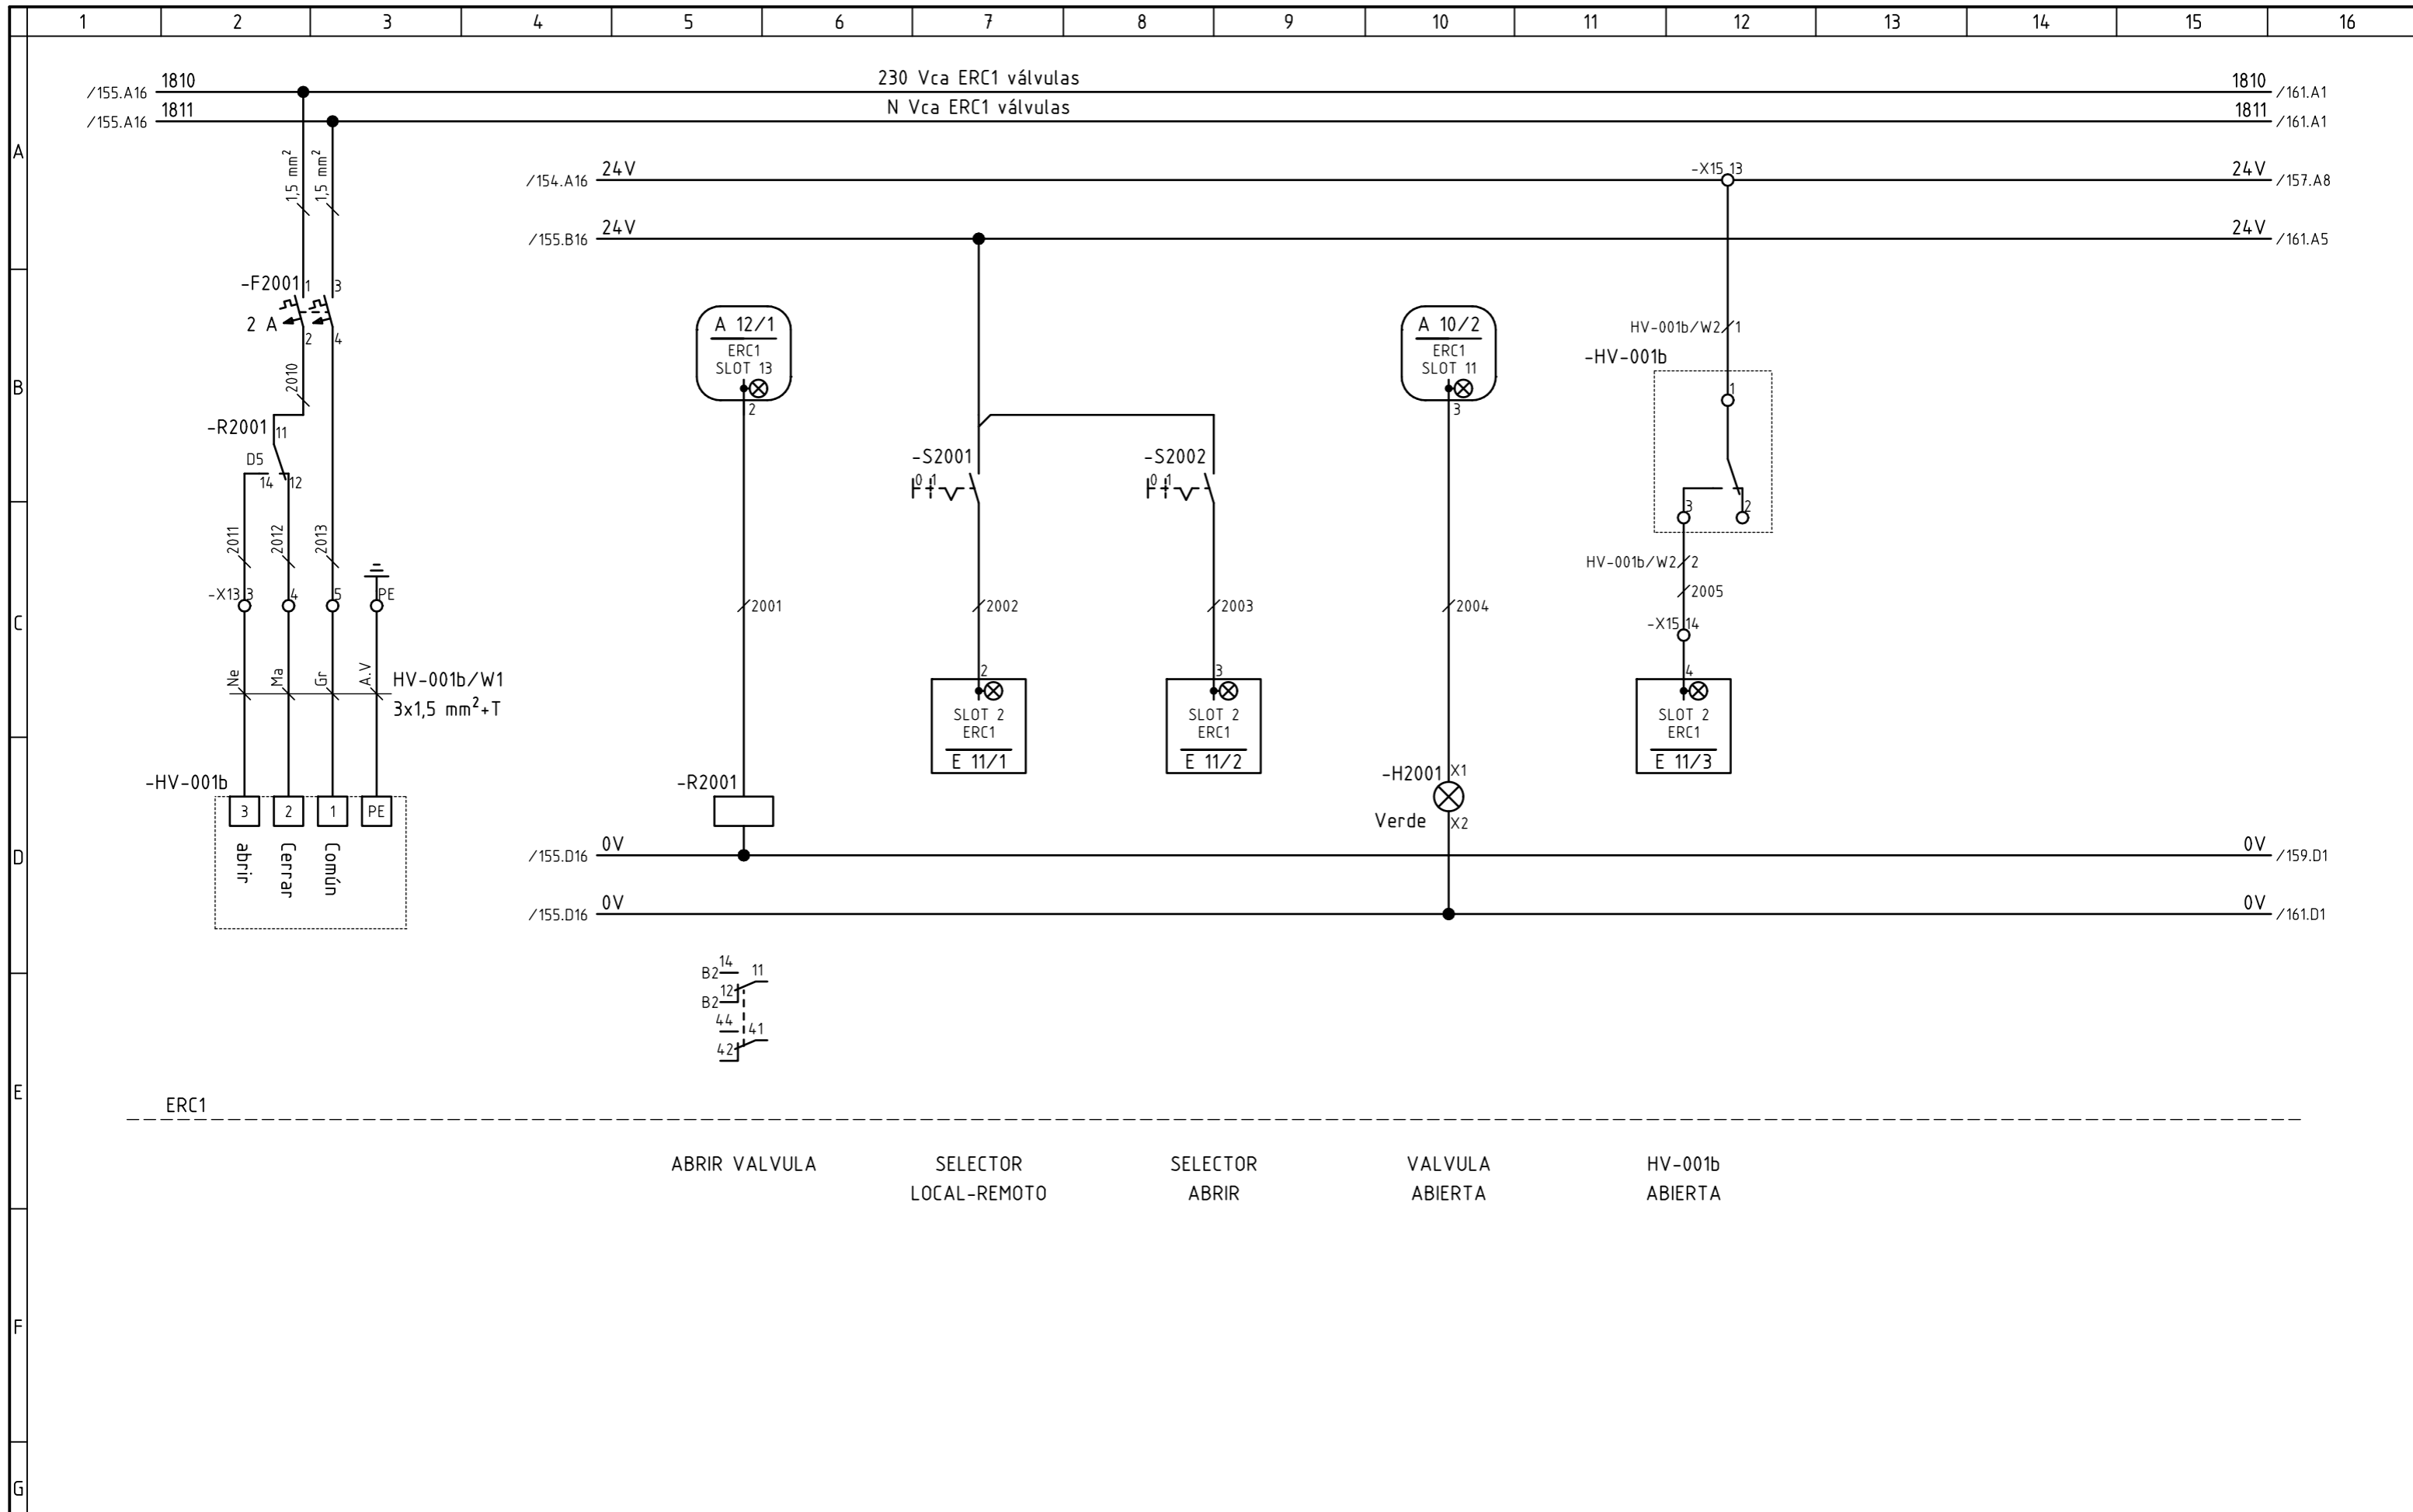 1 2 3 4 5 6 7 8 9 10 11 12 13 14 15 16
A
B
C
D
E
F
G
/155.A16 1810 230 Vca ERC1 válvulas 1810 /161.A1
/155.A16 1811 N Vca ERC1 válvulas 1811 /161.A1
1,5 mm² 1,5 mm²
/154.A16 24V -X15 13 24V /157.A8
/155.B16 24V 24V /161.A5
-F2001 1 3
2 A
2 4
2010
-R2001 11
D5
14 12
2011 2012 2013
-X13 3 4 5 PE
Ne Ma Gr A.V HV-001b/W1
3x1,5 mm²+T
-HV-001b
3 2 1 PE
abrir Cerrar Común
A 12/1
ERC1
SLOT 13
2
2001
-R2001
-S2001
0 1
2002
2
SLOT 2
ERC1
E 11/1
-S2002
0 1
2003
3
SLOT 2
ERC1
E 11/2
A 10/2
ERC1
SLOT 11
3
2004
-H2001 X1
Verde X2
HV-001b/W2 1
-HV-001b
1
3 2
HV-001b/W2 2
2005
-X15 14
4
SLOT 2
ERC1
E 11/3
/155.D16 0V 0V /159.D1
/155.D16 0V 0V /161.D1
B2 14 11
B2 12
44 41
42
ERC1
ABRIR VALVULA
SELECTOR
LOCAL-REMOTO
SELECTOR
ABRIR
VALVULA
ABIERTA
HV-001b
ABIERTA